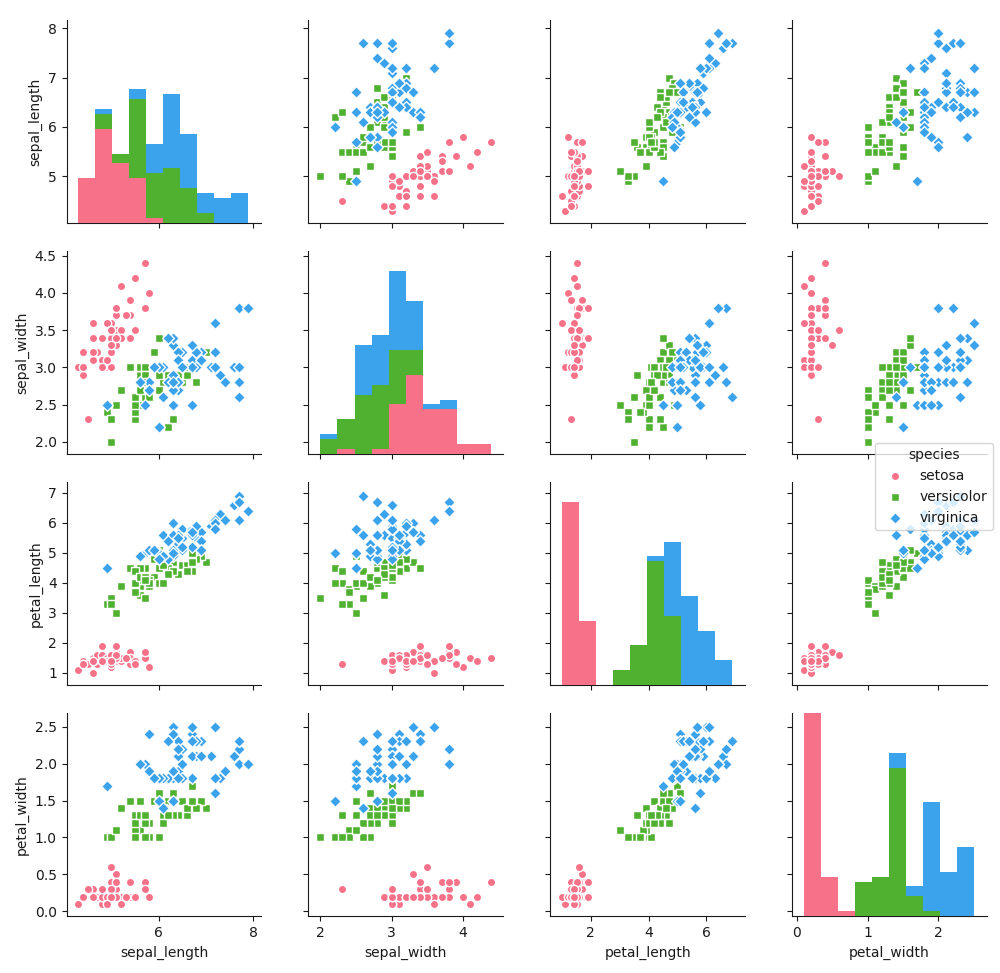 8
7
6
5
sepal_length
4.5
4.0
3.5
3.0
2.5
2.0
sepal_width
species
setosa
versicolor
virginica
7
6
5
4
3
2
1
petal_length
2.5
2.0
1.5
1.0
0.5
0.0
petal_width
6 8
2 4
2 4 6
0 1 2
sepal_length sepal_width petal_length petal_width